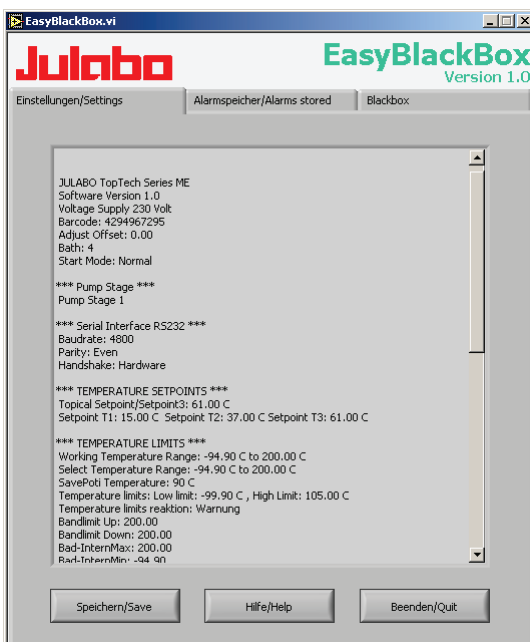 EasyBlackBox.vi
Julabo
EasyBlackBox
Version 1.0
Einstellungen/Settings
Alarmspeicher/Alarms stored
Blackbox
JULABO TopTech Series ME
Software Version 1.0
Voltage Supply 230 Volt
Barcode: 4294967295
Adjust Offset: 0.00
Bath: 4
Start Mode: Normal
*** Pump Stage ***
Pump Stage 1
*** Serial Interface RS232 ***
Baudrate: 4800
Parity: Even
Handshake: Hardware
*** TEMPERATURE SETPOINTS ***
Topical Setpoint/Setpoint3: 61.00 C
Setpoint T1: 15.00 C Setpoint T2: 37.00 C Setpoint T3: 61.00 C
*** TEMPERATURE LIMITS ***
Working Temperature Range: -94.90 C to 200.00 C
Select Temperature Range: -94.90 C to 200.00 C
SavePoti Temperature: 90 C
Temperature limits: Low limit: -99.90 C , High Limit: 105.00 C
Temperature limits reaktion: Warnung
Bandlimit Up: 200.00
Bandlimit Down: 200.00
Bad-InternMax: 200.00
Bad-InternMin: -94.90
Speichern/Save
Hilfe/Help
Beenden/Quit